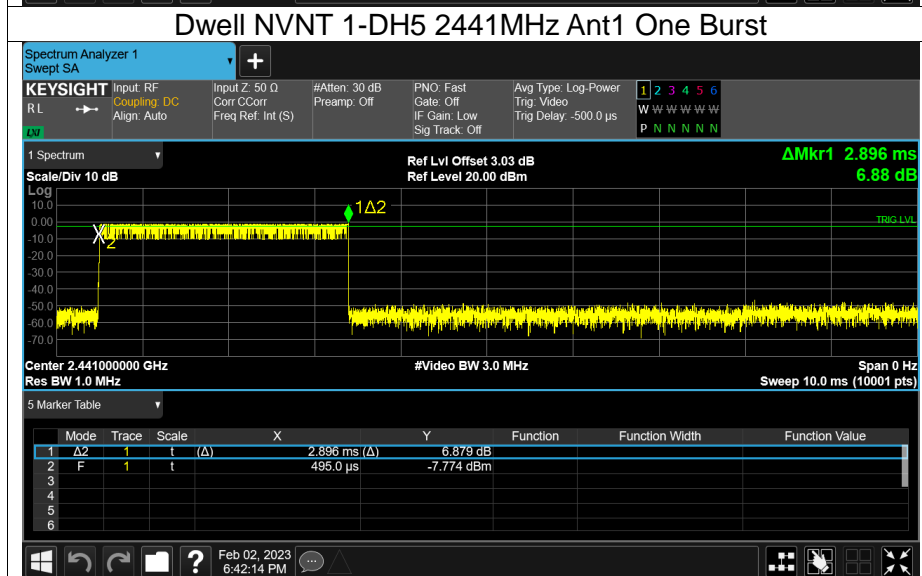 Dwell NVNT 1-DH5 2441MHz Ant1 One Burst
Spectrum Analyzer 1
Swept SA
+
KEYSIGHT Input: RF Input Z: 50 Ω #Atten: 30 dB PNO: Fast Avg Type: Log-Power 1 2 3 4 5 6
RL Coupling: DC Corr CCorr Preamp: Off Gate: Off Trig: Video W W W W W W
Align: Auto Freq Ref: Int (S) IF Gain: Low Trig Delay: -500.0 µs
LXI Sig Track: Off P N N N N N
1 Spectrum Ref Lvl Offset 3.03 dB ΔMkr1 2.896 ms
Scale/Div 10 dB Ref Level 20.00 dBm 6.88 dB
Log
10.0 1Δ2
0.00 TRIG LVL
-10.0 2
-20.0
-30.0
-40.0
-50.0
-60.0
-70.0
Center 2.441000000 GHz #Video BW 3.0 MHz Span 0 Hz
Res BW 1.0 MHz Sweep 10.0 ms (10001 pts)
5 Marker Table
Mode Trace Scale X Y Function Function Width Function Value
1 Δ2 1 t (Δ) 2.896 ms (Δ) 6.879 dB
2 F 1 t 495.0 µs -7.774 dBm
3
4
5
6
? Feb 02, 2023
6:42:14 PM